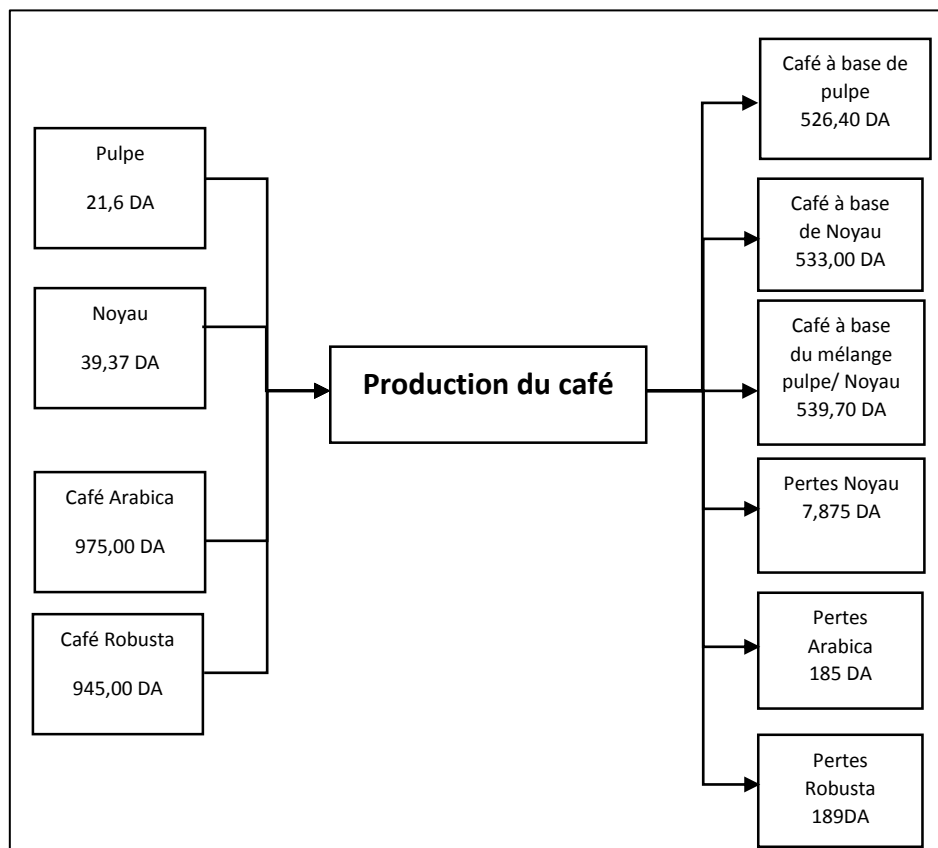 Pulpe
21,6 DA
Noyau
39,37 DA
Café Arabica
975,00 DA
Café Robusta
945,00 DA
Production du café
Café à base de
pulpe
526,40 DA
Café à base
de Noyau
533,00 DA
Café à base
du mélange
pulpe/ Noyau
539,70 DA
Pertes Noyau
7,875 DA
Pertes
Arabica
185 DA
Pertes
Robusta
189DA